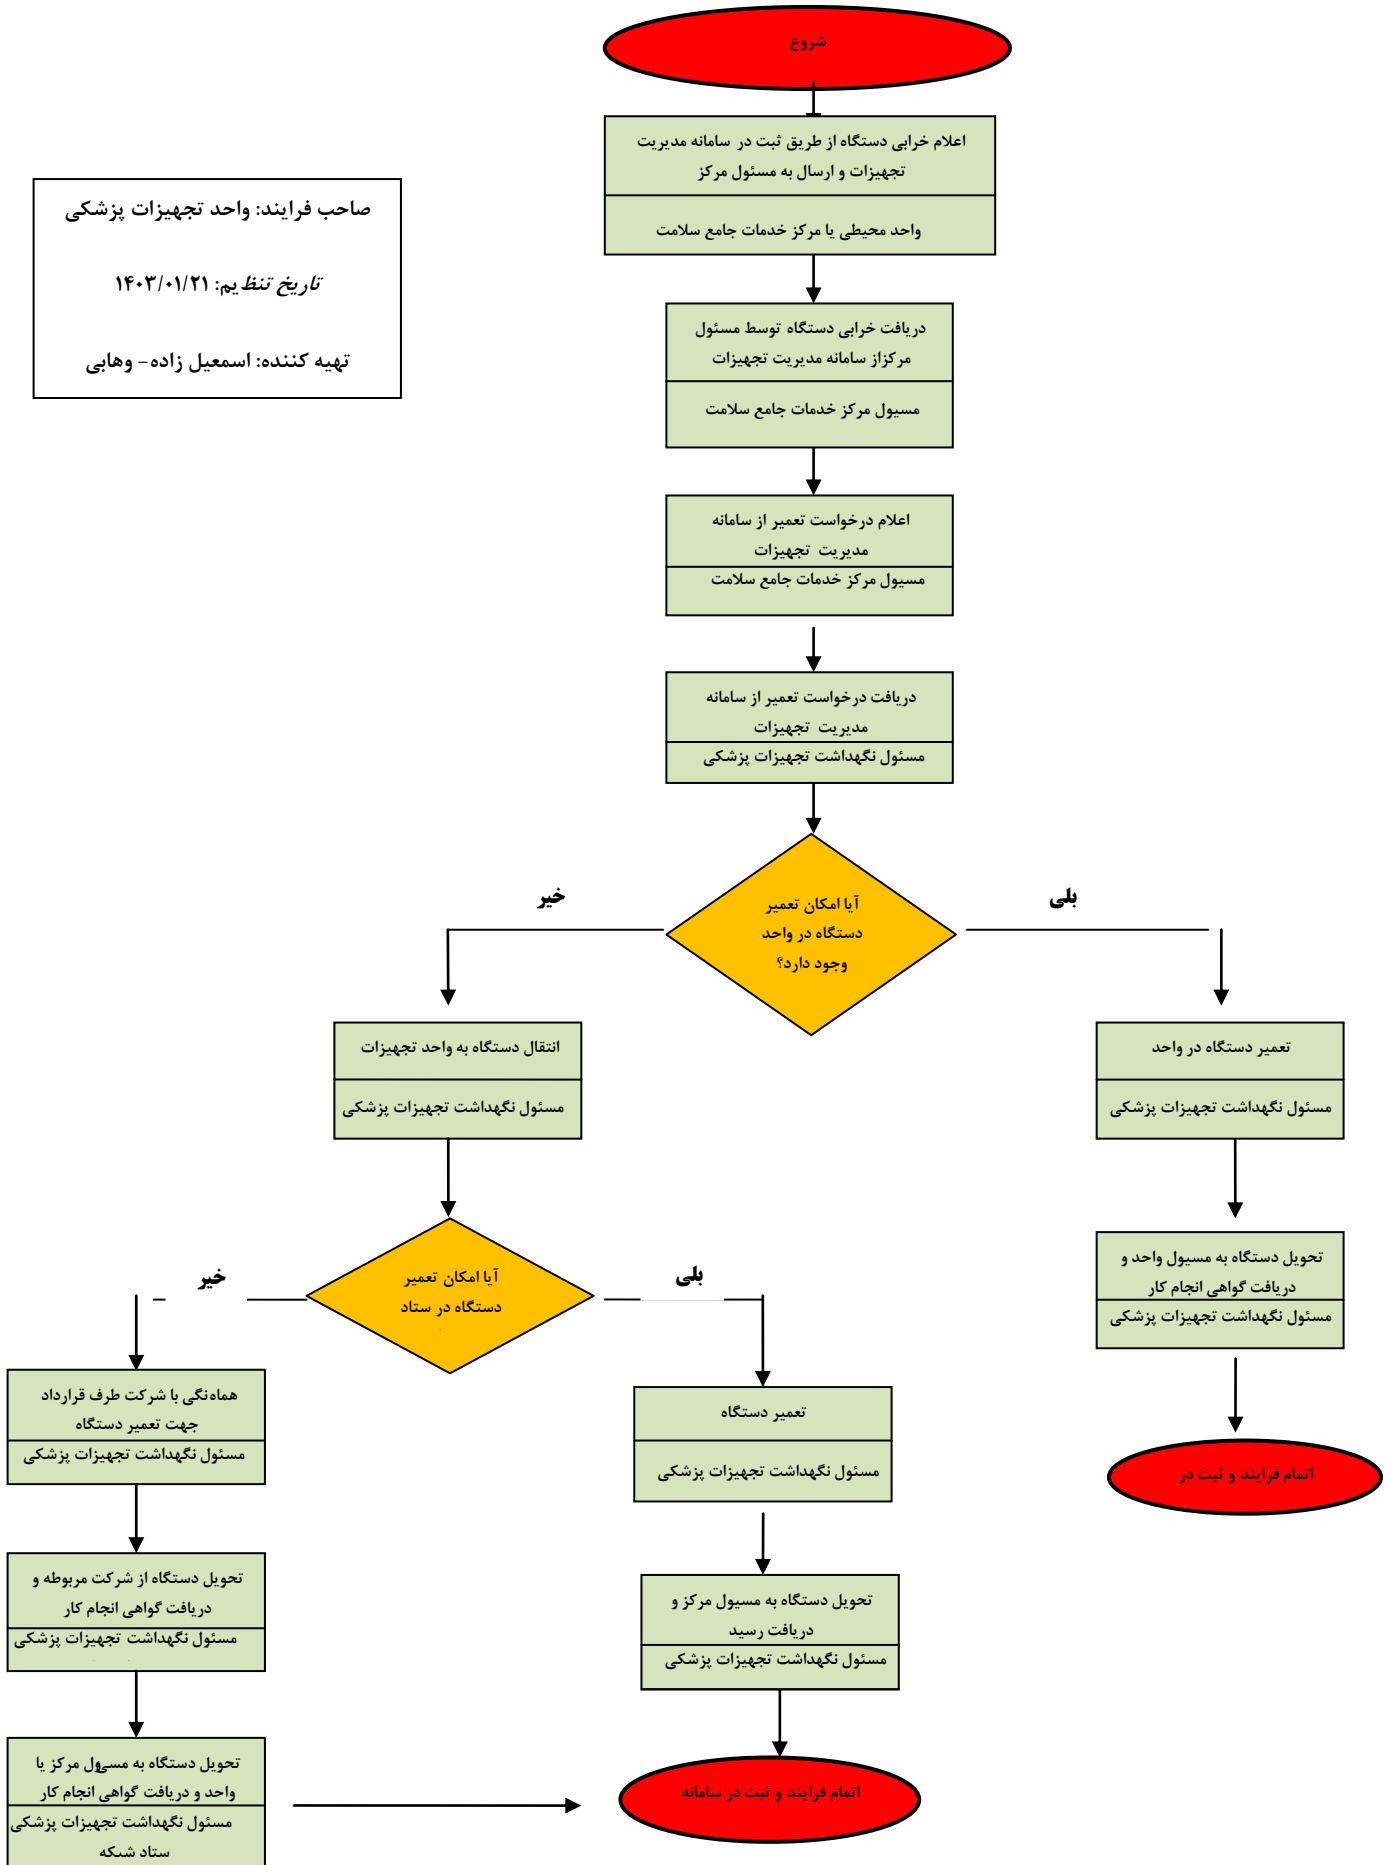 شروع
اعلام خرابی دستگاه از طریق ثبت در سامانه مدیریت
تجهیزات و ارسال به مسئول مرکز
واحد محیطی یا مرکز خدمات جامع سلامت
صاحب فرایند: واحد تجهیزات پزشکی
تاریخ تنظیم: ۱۴۰۳/۰۱/۲۱
تهیه کننده: اسمعیل زاده- وهابی
دریافت خرابی دستگاه توسط مسئول
مرکزاز سامانه مدیریت تجهیزات
مسیول مرکز خدمات جامع سلامت
اعلام درخواست تعمیر از سامانه
مدیریت تجهیزات
مسیول مرکز خدمات جامع سلامت
دریافت درخواست تعمیر از سامانه
مدیریت تجهیزات
مسئول نگهداشت تجهیزات پزشکی
آیا امکان تعمیر
دستگاه در واحد
وجود دارد؟
بلی
خیر
تعمیر دستگاه در واحد
مسئول نگهداشت تجهیزات پزشکی
انتقال دستگاه به واحد تجهیزات
مسئول نگهداشت تجهیزات پزشکی
تحویل دستگاه به مسیول واحد و
دریافت گواهی انجام کار
مسئول نگهداشت تجهیزات پزشکی
اتمام فرایند و ثبت در
آیا امکان تعمیر
دستگاه در ستاد
بلی
خیر
تعمیر دستگاه
مسئول نگهداشت تجهیزات پزشکی
تحویل دستگاه به مسیول مرکز و
دریافت رسید
مسئول نگهداشت تجهیزات پزشکی
اتمام فرایند و ثبت در سامانه
هماهنگی با شرکت طرف قرارداد
جهت تعمیر دستگاه
مسئول نگهداشت تجهیزات پزشکی
تحویل دستگاه از شرکت مربوطه و
دریافت گواهی انجام کار
مسئول نگهداشت تجهیزات پزشکی
تحویل دستگاه به مسیول مرکز یا
واحد و دریافت گواهی انجام کار
مسئول نگهداشت تجهیزات پزشکی
ستاد شبکه